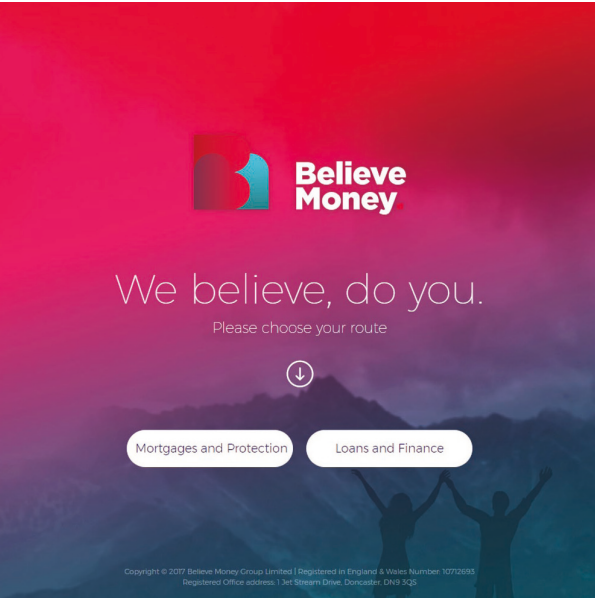 Believe
Money
We believe, do you.
Please choose your route
Mortgages and Protection
Loans and Finance
Copyright © 2017 Believe Money Group Limited | Registered in England & Wales Number: 10712693
Registered Office address: 1 Jet Stream Drive, Doncaster, DN9 3QS